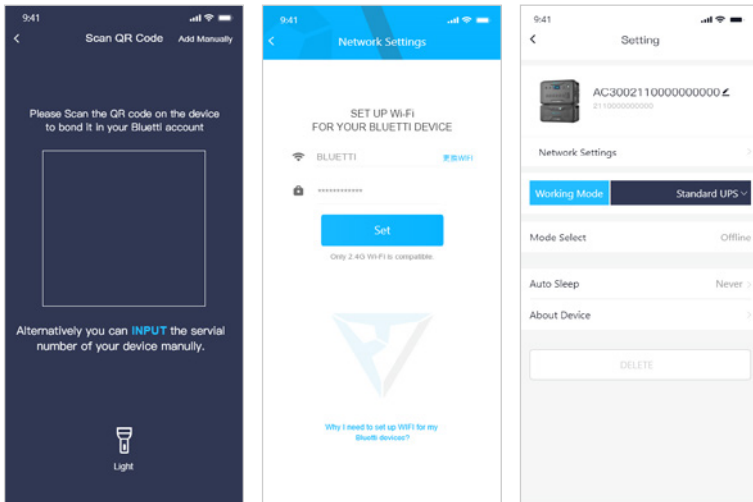 9:41
Scan QR Code
Add Manually
Please Scan the QR code on the device
to bond it in your Bluetti account
Alternatively you can INPUT the servial
number of your device manully.
Light
9:41
Network Settings
SET UP Wi-Fi
FOR YOUR BLUETTI DEVICE
BLUETTI
更换WIFI
************
Set
Only 2.4G Wi-Fi is compatible.
Why I need to set up WIFI for my
Bluetti devices?
9:41
Setting
AC3002110000000000
2110000000000
Network Settings
Working Mode
Standard UPS
Mode Select
Offline
Auto Sleep
Never
About Device
DELETE